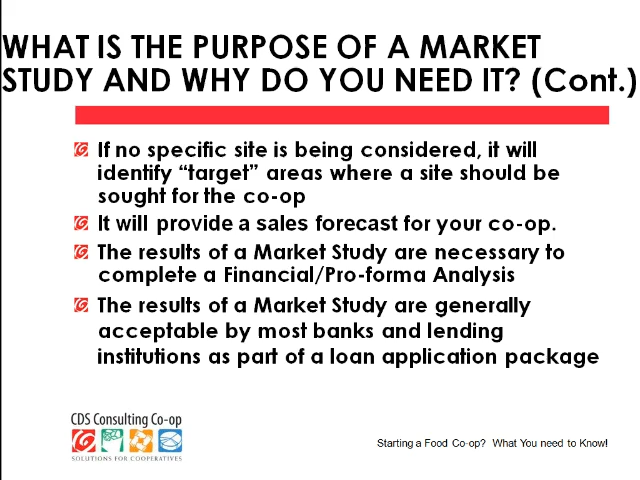 WHAT IS THE PURPOSE OF A MARKET
STUDY AND WHY DO YOU NEED IT? (Cont.)
If no specific site is being considered, it will
identify “target” areas where a site should be
sought for the co-op
It will provide a sales forecast for your co-op.
The results of a Market Study are necessary to
complete a Financial/Pro-forma Analysis
The results of a Market Study are generally
acceptable by most banks and lending
institutions as part of a loan application package
CDS Consulting Co-op
SOLUTIONS FOR COOPERATIVES
Starting a Food Co-op? What You need to Know!